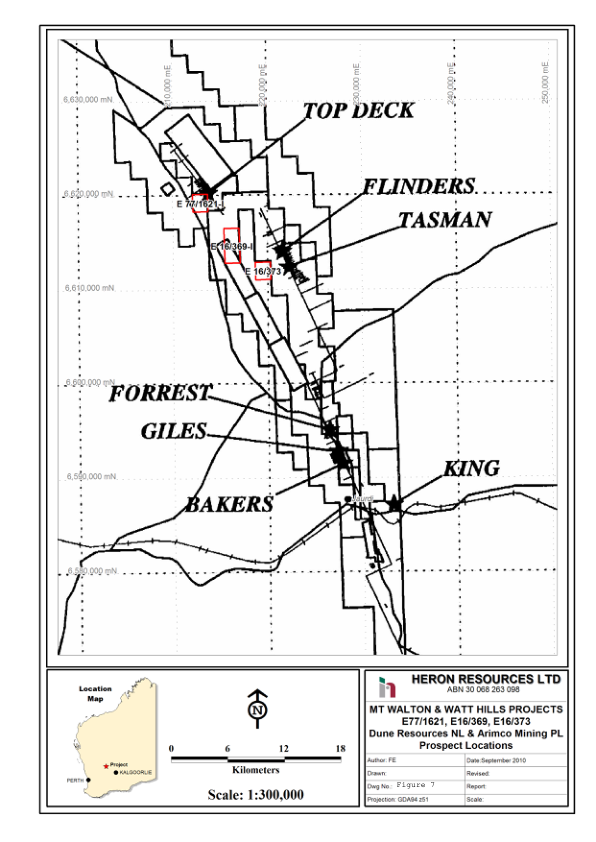 210,000 mE
220,000 mE
230,000 mE
240,000 mE
250,000 mE
6,630,000 mN
TOP DECK
6,620,000 mN
E 77/1621-I
FLINDERS
TASMAN
E 16/369-I
E 16/373
6,610,000 mN
6,600,000 mN
FORREST
GILES
6,590,000 mN
KING
BAKERS
Jaurdi
6,580,000 mN
Location
Map
Project
KALGOORLIE
PERTH
N
0 6 12 18
Kilometers
Scale: 1:300,000
HERON RESOURCES LTD
ABN 30 068 263 098
MT WALTON & WATT HILLS PROJECTS
E77/1621, E16/369, E16/373
Dune Resources NL & Arimco Mining PL
Prospect Locations
Author: FE Date:September 2010
Drawn: Revised:
Dwg No.: Figure 7 Report:
Projection: GDA94 z51 Scale: